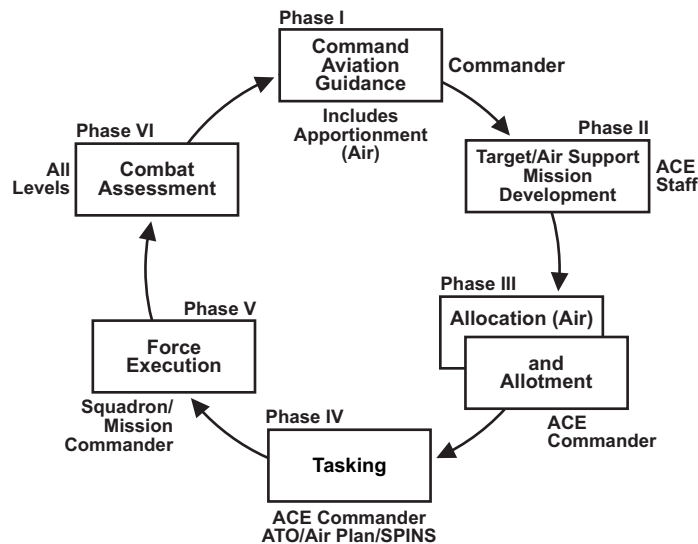 Phase I
Command
Aviation
Guidance
Commander
Includes
Apportionment
(Air)
Phase II
Target/Air Support
Mission
Development
ACE
Staff
Phase III
Allocation (Air)
and
Allotment
ACE
Commander
Phase IV
Tasking
ACE Commander
ATO/Air Plan/SPINS
Phase V
Force
Execution
Squadron/
Mission
Commander
Phase VI
Combat
Assessment
All
Levels